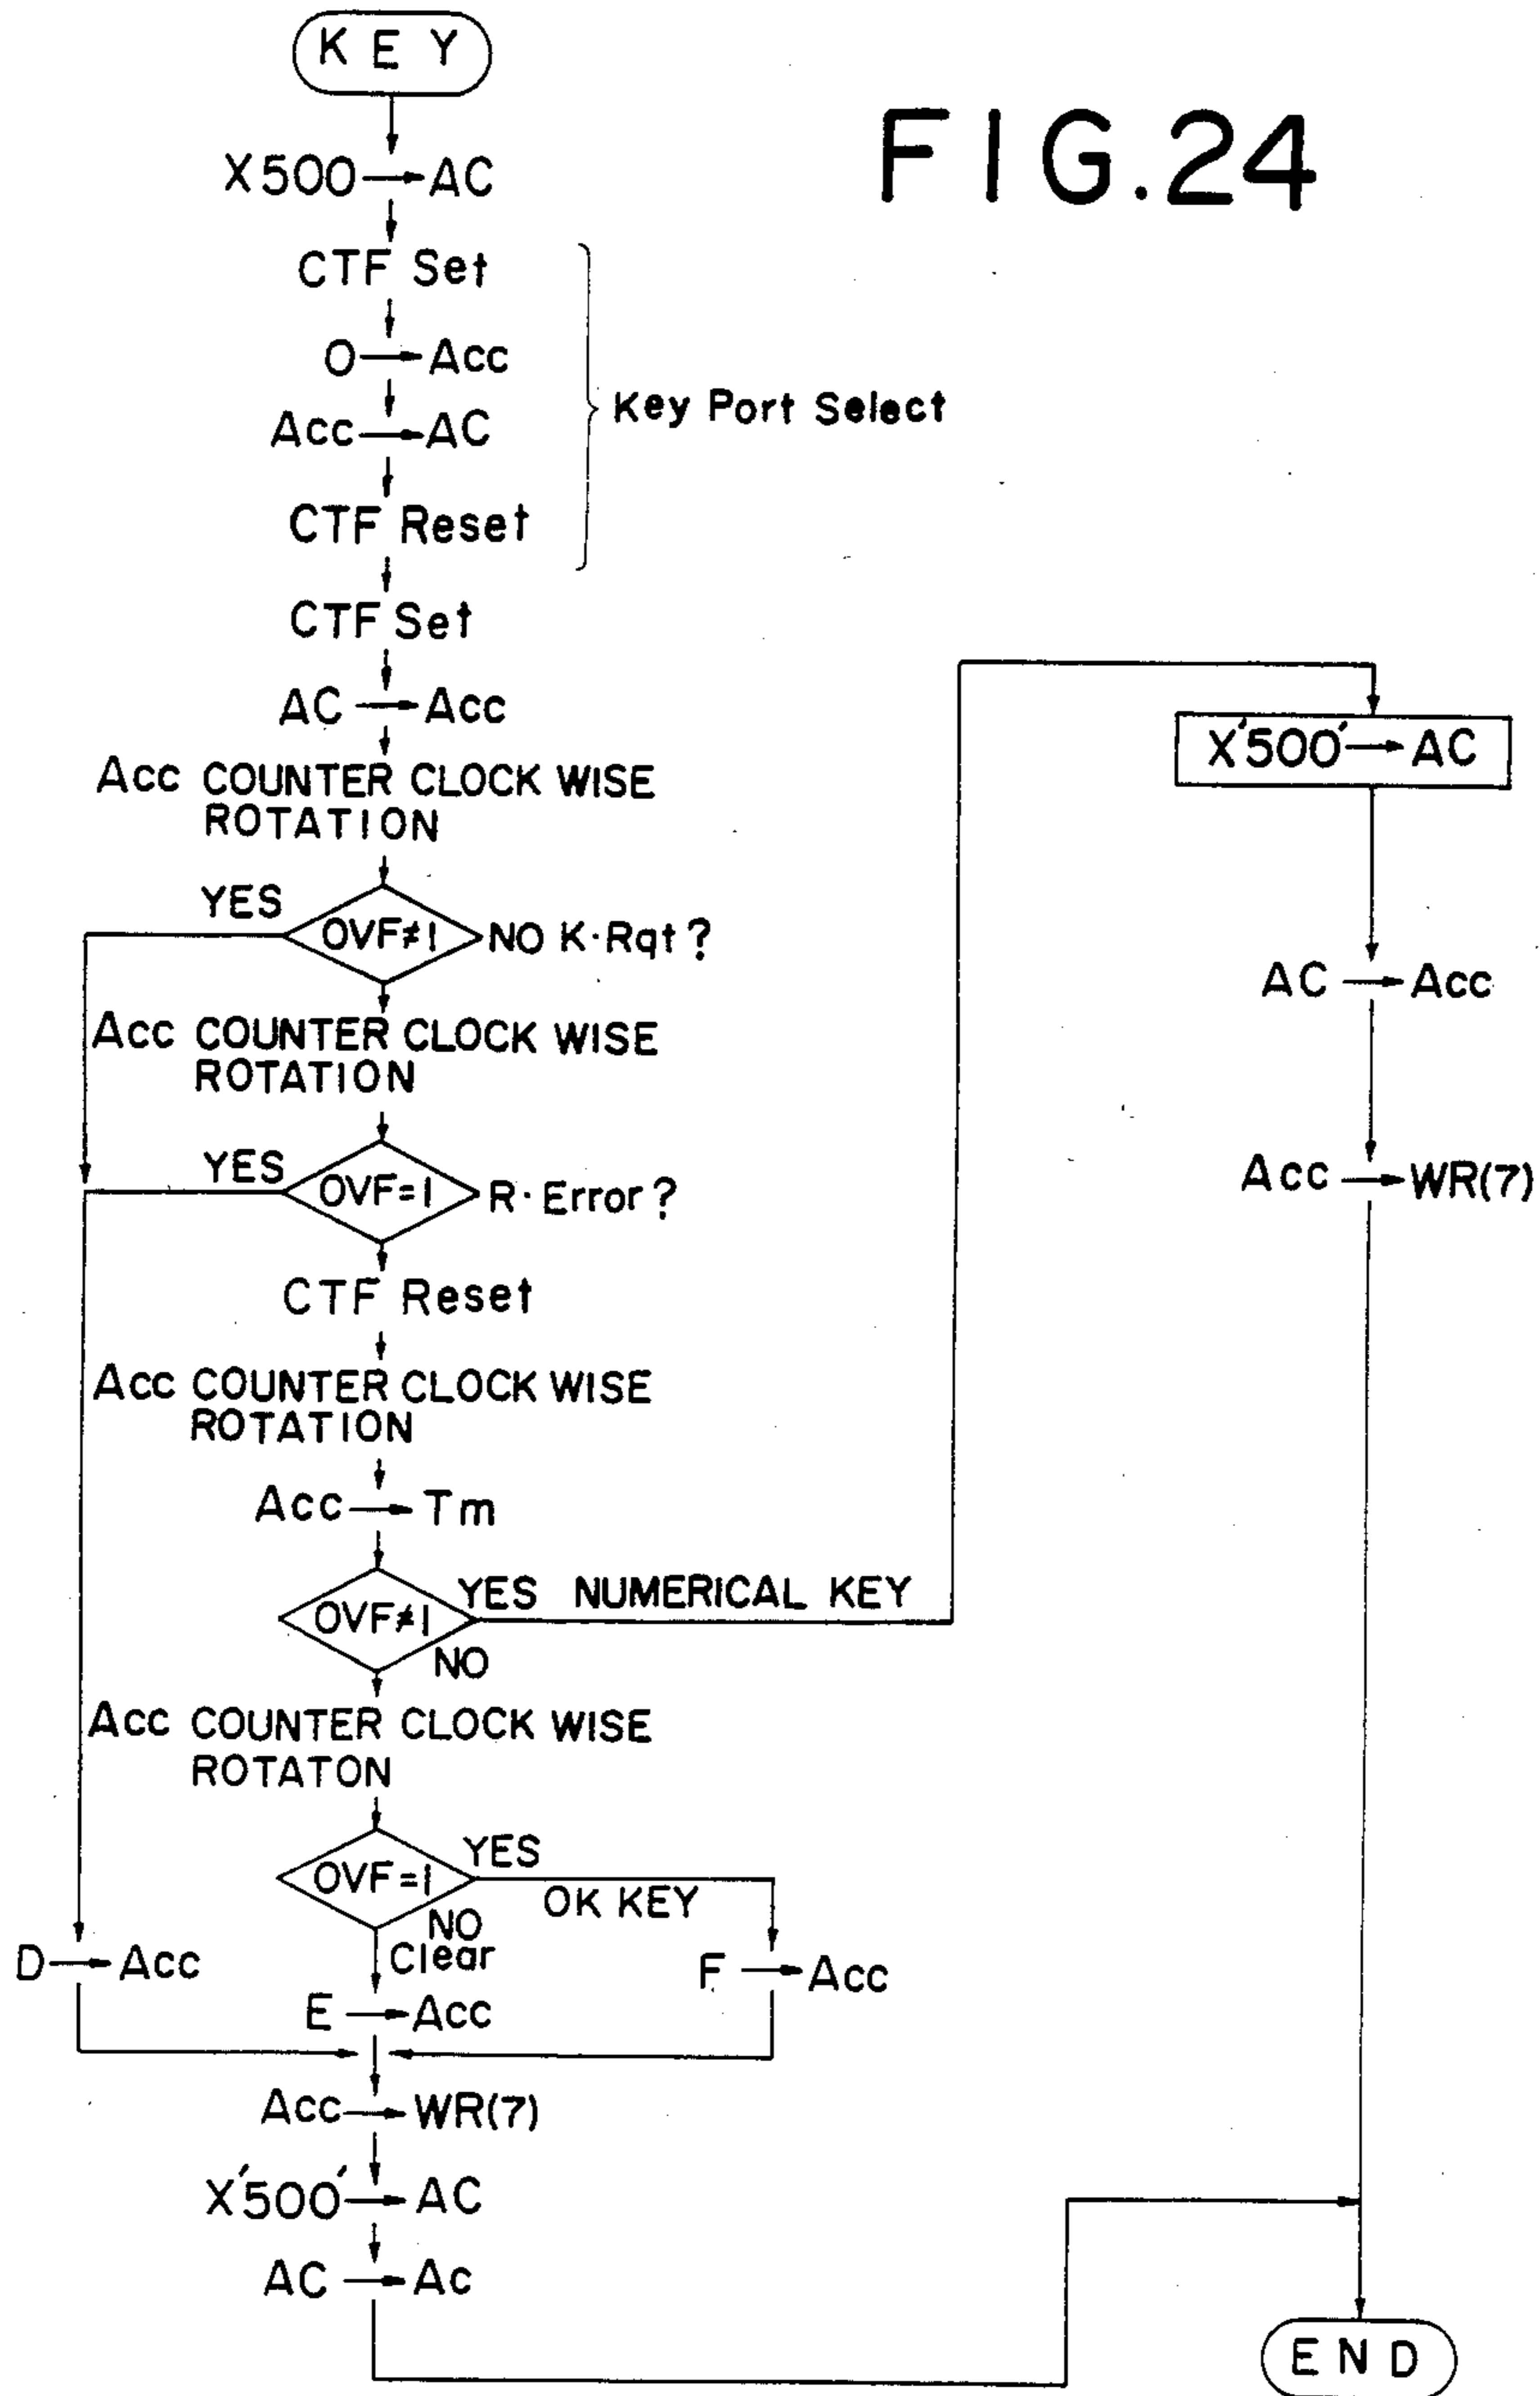 KEY
FIG.24
X500→AC
CTF Set
O→Acc
Key Port Select
Acc→AC
CTF Reset
CTF Set
AC→Acc
Acc COUNTER CLOCK WISE
ROTATION
YES
OVF≠1 NO K·Rqt?
Acc COUNTER CLOCK WISE
ROTATION
YES
OVF=1 R·Error?
CTF Reset
Acc COUNTER CLOCK WISE
ROTATION
Acc→Tm
OVF≠1
YES NUMERICAL KEY
NO
Acc COUNTER CLOCK WISE
ROTATON
OVF=1
YES
OK KEY
NO
Clear
D→Acc
F→Acc
E→Acc
Acc→WR(7)
X'500'→AC
AC→Ac
X'500'→AC
AC→Acc
Acc→WR(7)
END